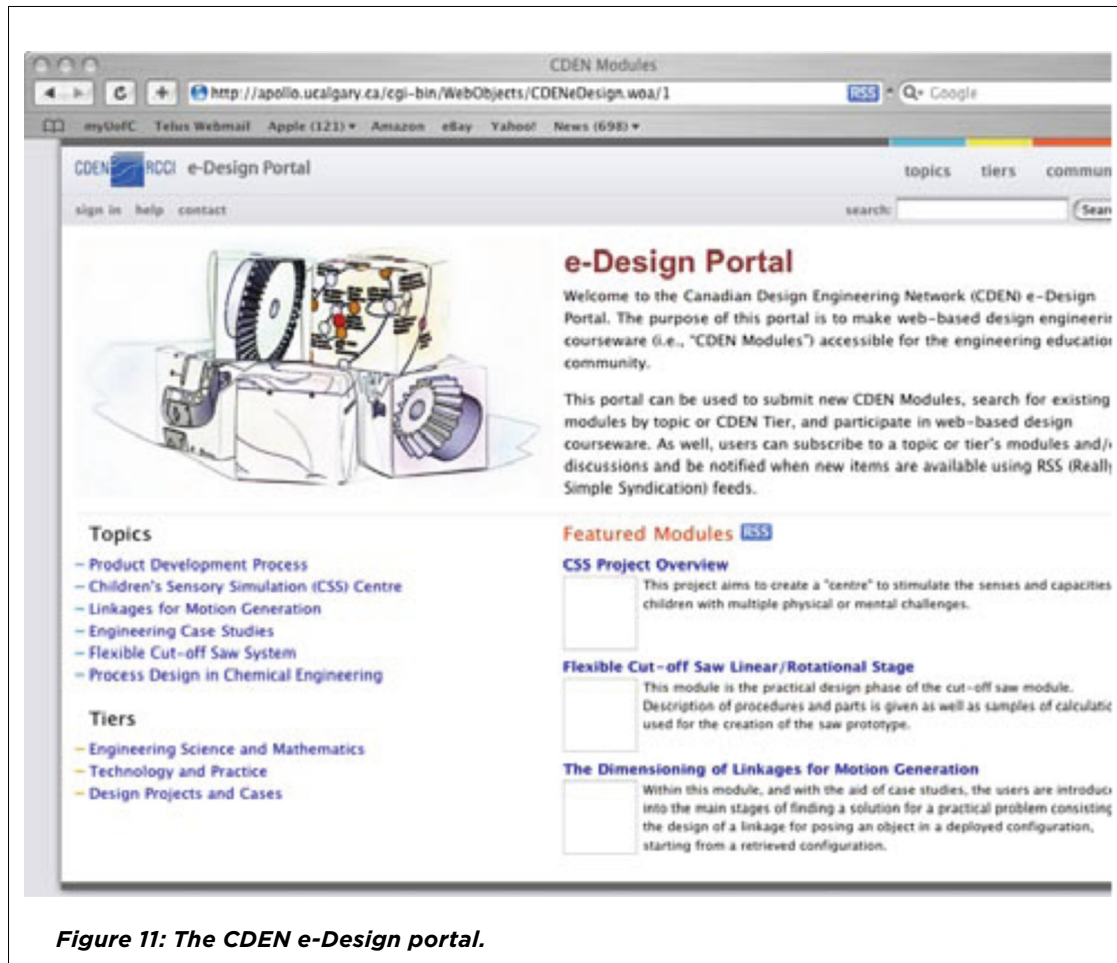 CDEN Modules
http://apollo.ucalgary.ca/cgi-bin/WebObjects/CDENeDesign.woa/1
RSS
Google
myUofC Telus Webmail Apple (121) Amazon eBay Yahoo! News (698)
CDEN RCCI e-Design Portal
topics tiers commun
sign in help contact
search: Sear
e-Design Portal
Welcome to the Canadian Design Engineering Network (CDEN) e-Design
Portal. The purpose of this portal is to make web-based design engineerin
courseware (i.e., "CDEN Modules") accessible for the engineering education
community.
This portal can be used to submit new CDEN Modules, search for existing
modules by topic or CDEN Tier, and participate in web-based design
courseware. As well, users can subscribe to a topic or tier's modules and/
discussions and be notified when new items are available using RSS (Really
Simple Syndication) feeds.
Topics
– Product Development Process
– Children's Sensory Simulation (CSS) Centre
– Linkages for Motion Generation
– Engineering Case Studies
– Flexible Cut-off Saw System
– Process Design in Chemical Engineering
Tiers
– Engineering Science and Mathematics
– Technology and Practice
– Design Projects and Cases
Featured Modules RSS
CSS Project Overview
This project aims to create a "centre" to stimulate the senses and capacities
children with multiple physical or mental challenges.
Flexible Cut-off Saw Linear/Rotational Stage
This module is the practical design phase of the cut-off saw module.
Description of procedures and parts is given as well as samples of calculatio
used for the creation of the saw prototype.
The Dimensioning of Linkages for Motion Generation
Within this module, and with the aid of case studies, the users are introduc
into the main stages of finding a solution for a practical problem consisting
the design of a linkage for posing an object in a deployed configuration,
starting from a retrieved configuration.
Figure 11: The CDEN e-Design portal.